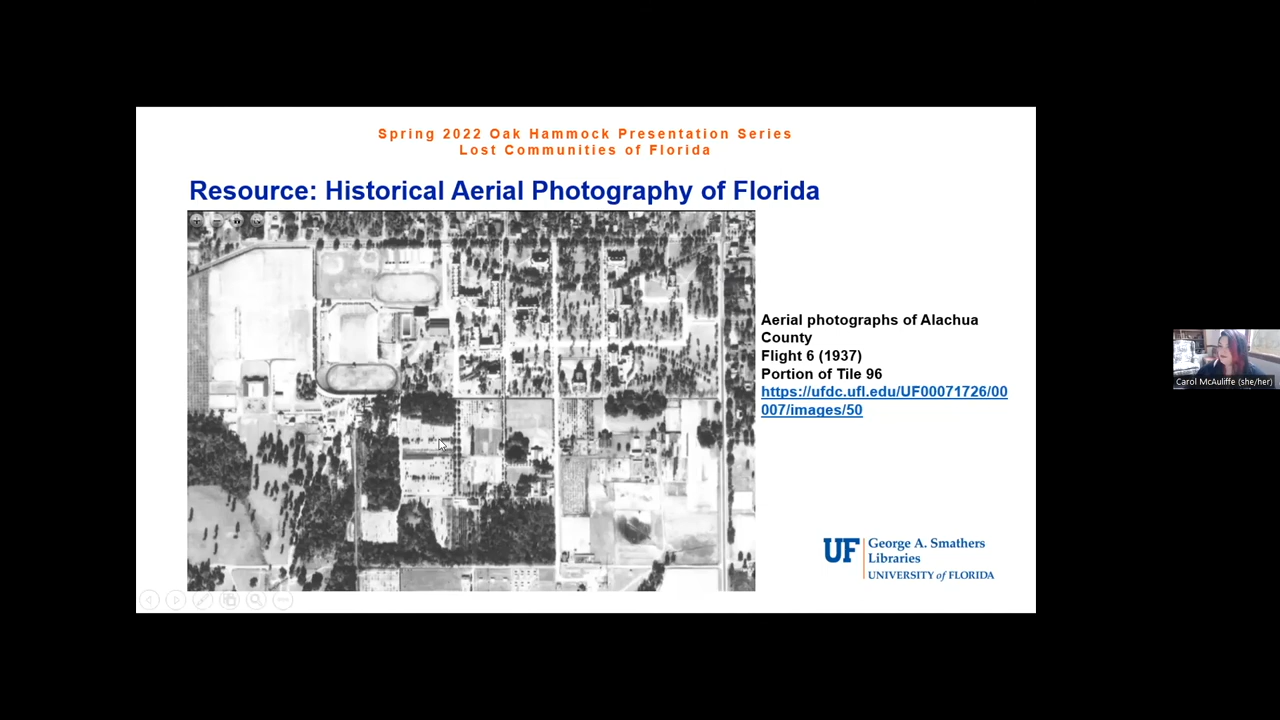 Spring 2022 Oak Hammock Presentation Series
Lost Communities of Florida
Resource: Historical Aerial Photography of Florida
Aerial photographs of Alachua
County
Flight 6 (1937)
Portion of Tile 96
https://ufdc.ufl.edu/UF00071726/00
007/images/50
UF
George A. Smathers
Libraries
UNIVERSITY of FLORIDA
Carol McAuliffe (she/her)